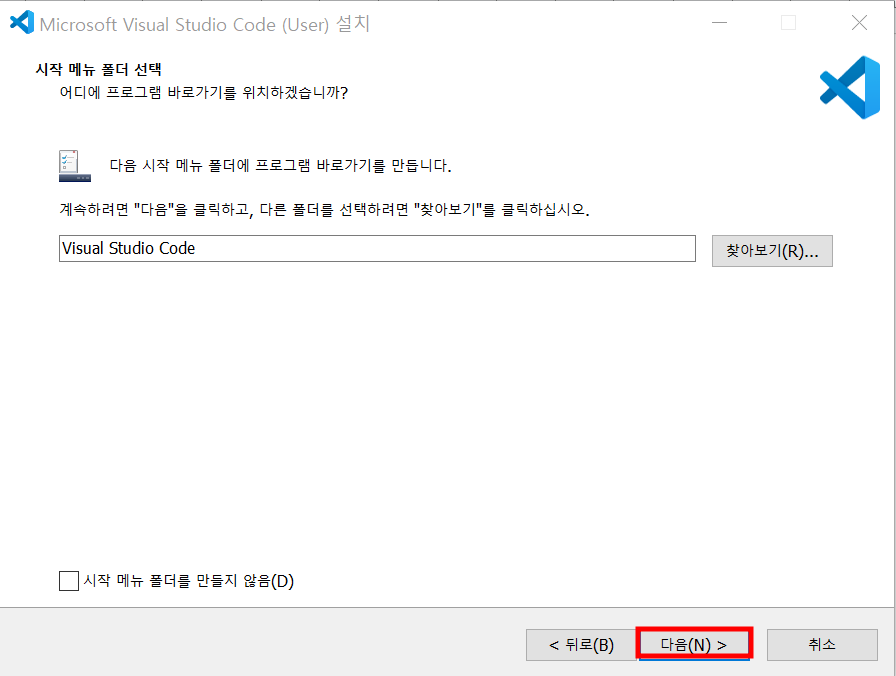 Microsoft Visual Studio Code (User) 설치
시작 메뉴 폴더 선택
어디에 프로그램 바로가기를 위치하겠습니까?
다음 시작 메뉴 폴더에 프로그램 바로가기를 만듭니다.
계속하려면 "다음"을 클릭하고, 다른 폴더를 선택하려면 "찾아보기"를 클릭하십시오.
Visual Studio Code
찾아보기(R)...
시작 메뉴 폴더를 만들지 않음(D)
< 뒤로(B)
다음(N) >
취소